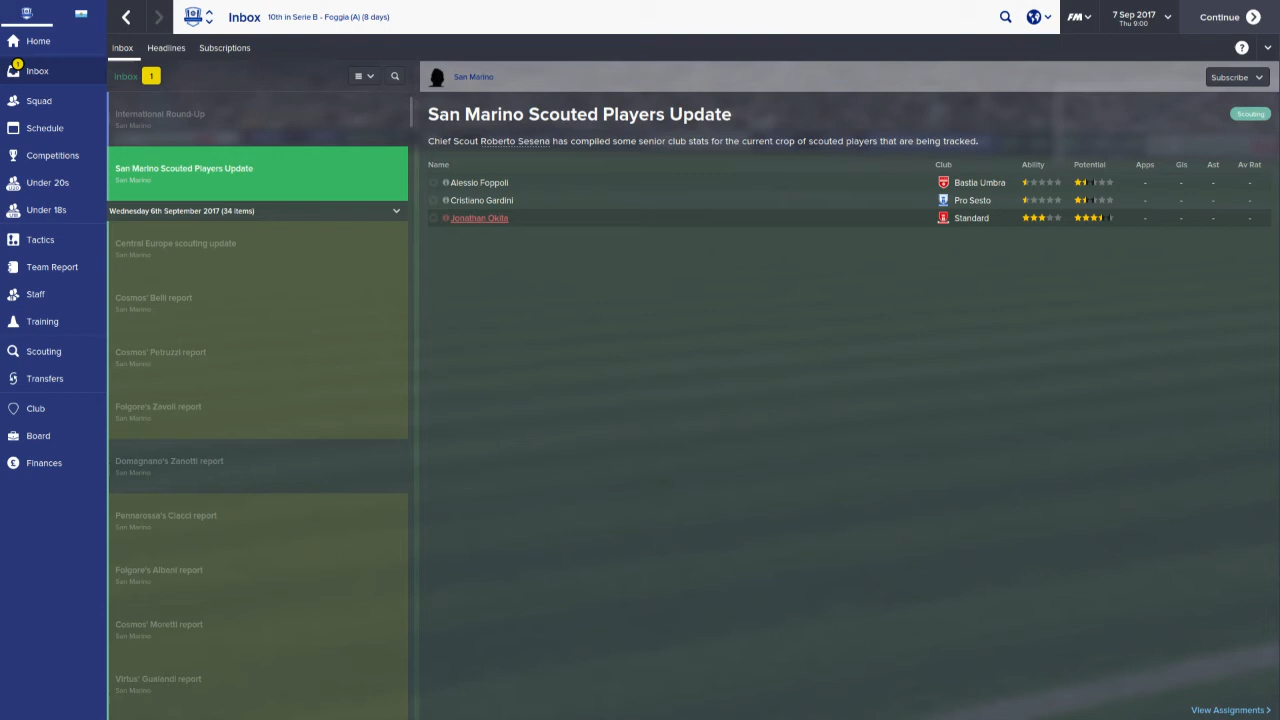 Inbox
10th in Serie B - Foggia (A) (8 days)
FM
7 Sep 2017
Thu 9:00
Continue
Home
1
Inbox
Squad
Schedule
Competitions
Under 20s
Under 18s
Tactics
Team Report
Staff
Training
Scouting
Transfers
Club
Board
Finances
Inbox Headlines Subscriptions
?
Inbox 1
International Round-Up
San Marino
San Marino Scouted Players Update
San Marino
Wednesday 6th September 2017 (34 items)
Central Europe scouting update
San Marino
Cosmos' Belli report
San Marino
Cosmos' Petruzzi report
San Marino
Folgore's Zavoli report
San Marino
Domagnano's Zanotti report
San Marino
Pennarossa's Ciacci report
San Marino
Folgore's Albani report
San Marino
Cosmos' Moretti report
San Marino
Virtus' Gualandi report
San Marino
San Marino
Subscribe
San Marino Scouted Players Update
Scouting
Chief Scout Roberto Sesena has compiled some senior club stats for the current crop of scouted players that are being tracked.
Name Club Ability Potential Apps Gls Ast Av Rat
Alessio Foppoli Bastia Umbra - - - -
Cristiano Gardini Pro Sesto - - - -
Jonathan Okita Standard - - - -
View Assignments >